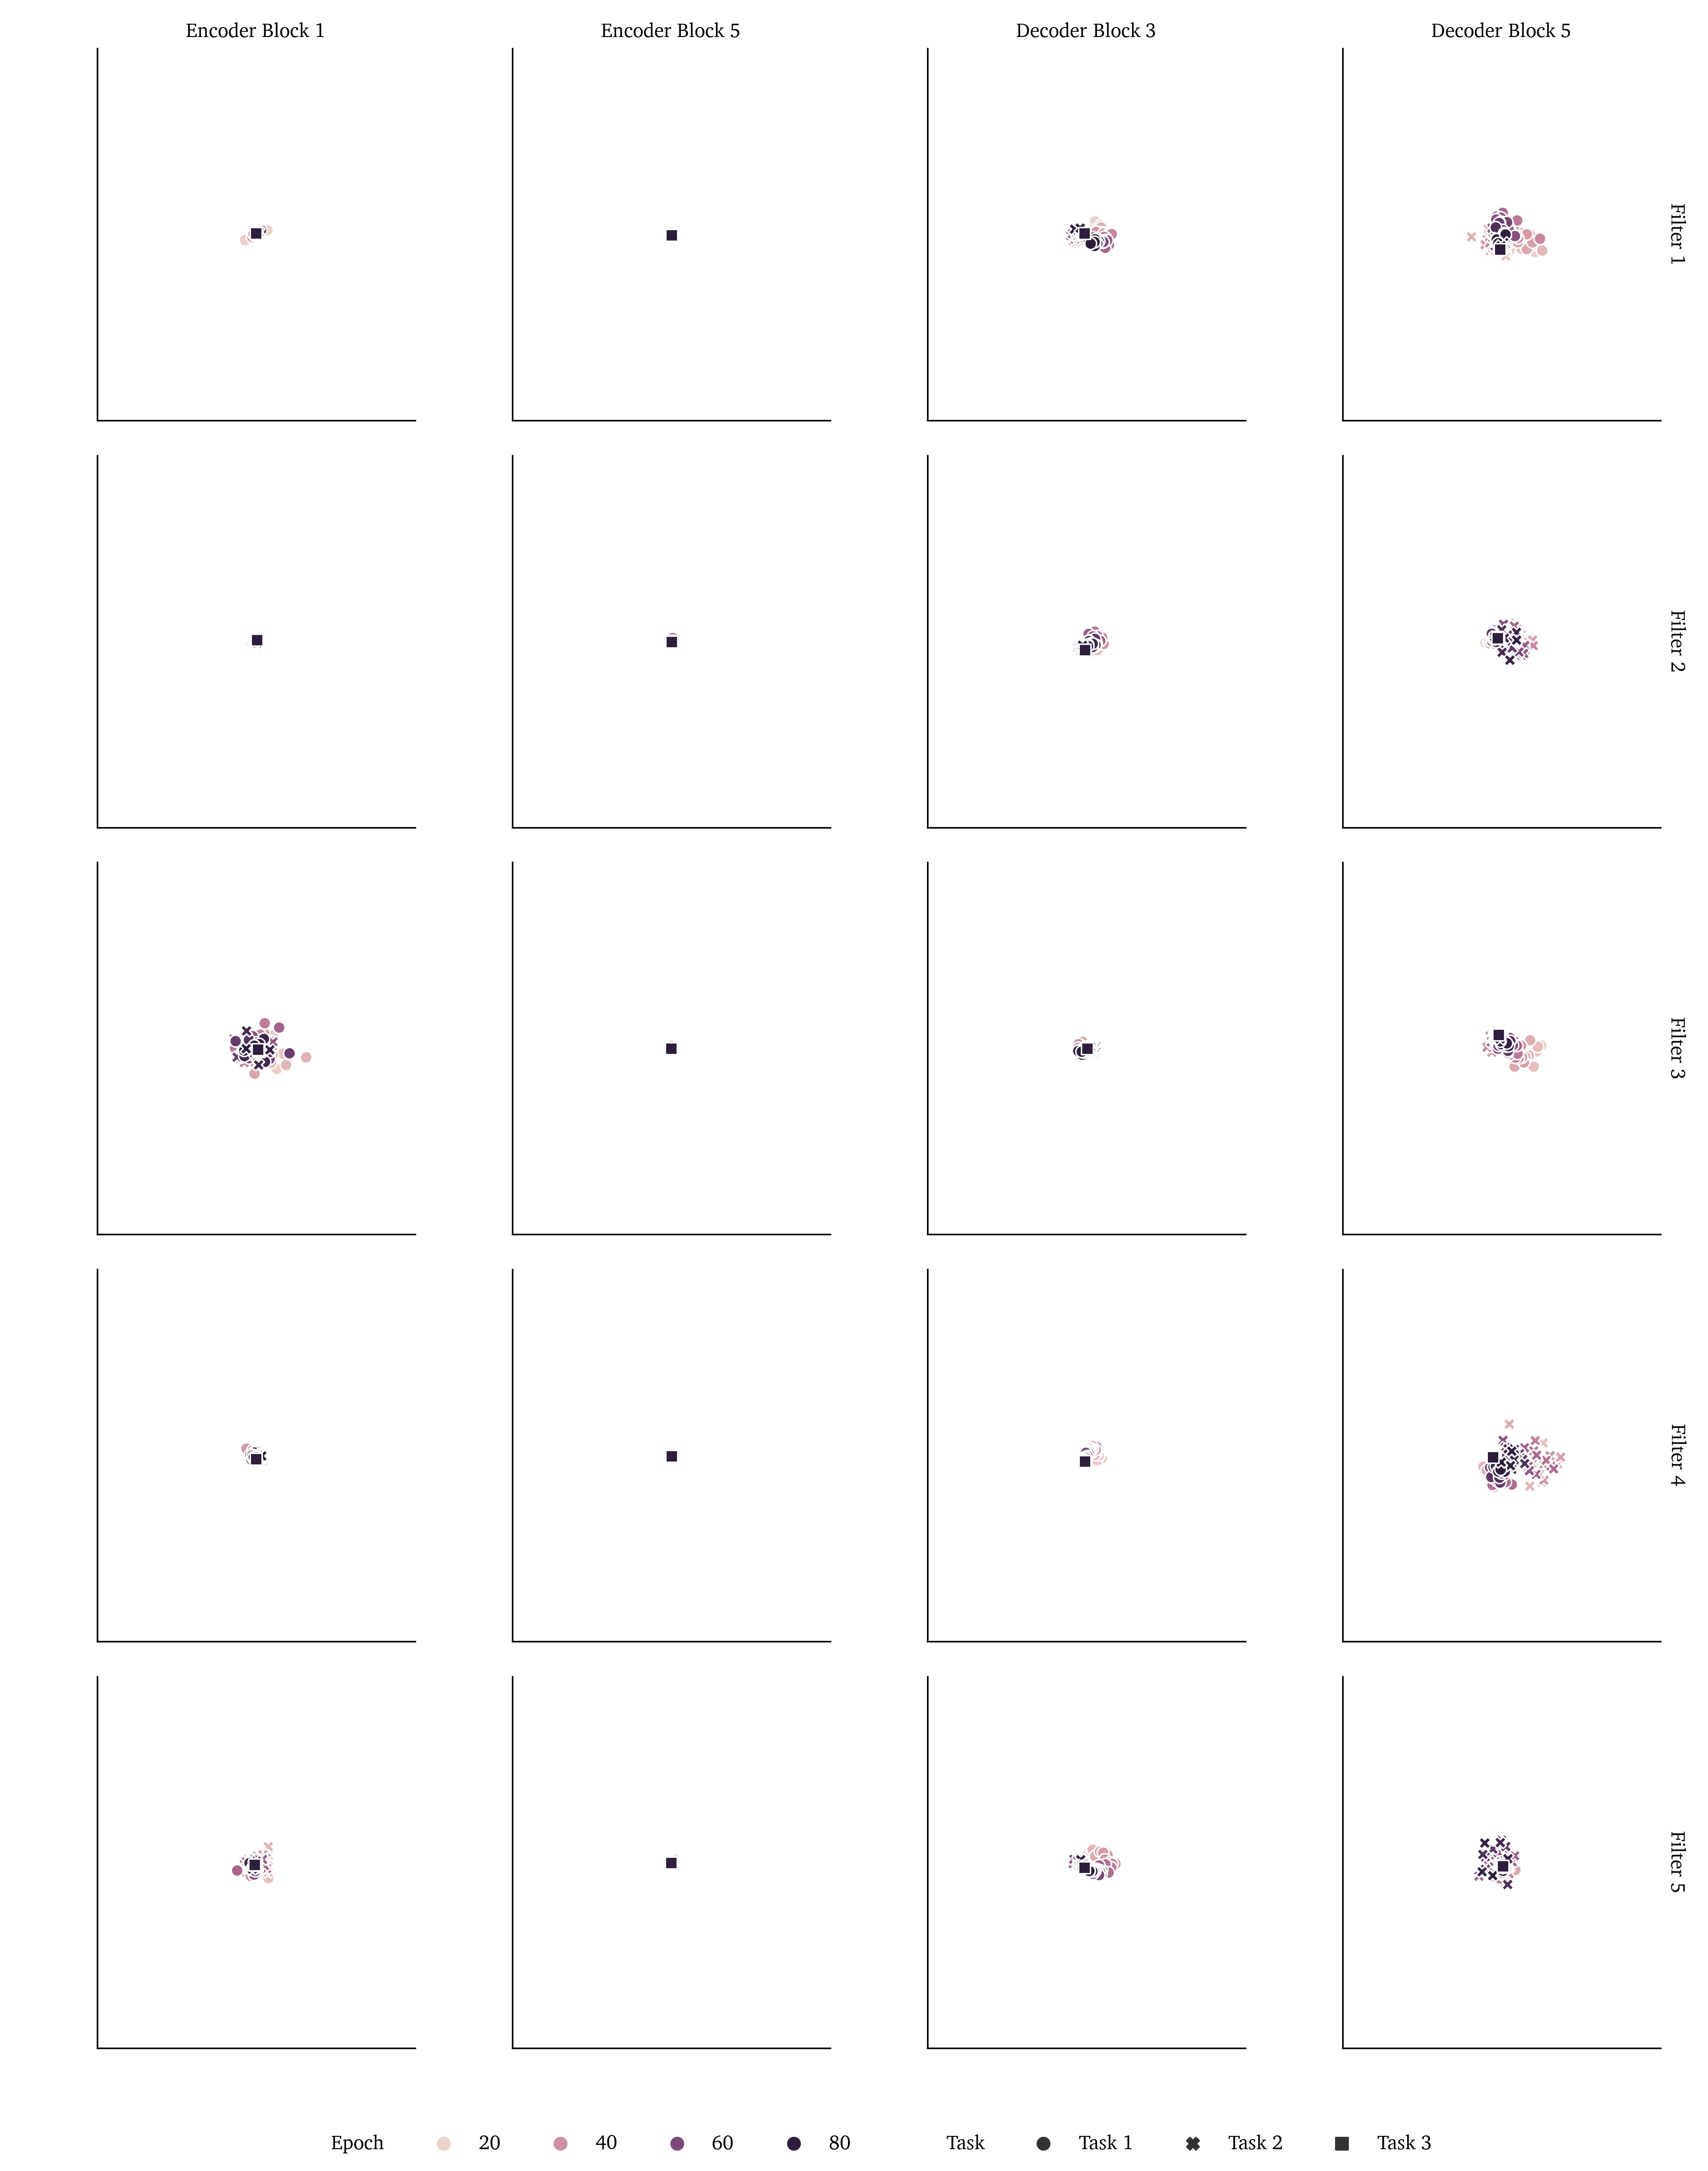 Encoder Block 1
Encoder Block 5
Decoder Block 3
Decoder Block 5
Filter 1
Filter 2
Filter 3
Filter 4
Filter 5
Epoch 20 40 60 80 Task Task 1 Task 2 Task 3